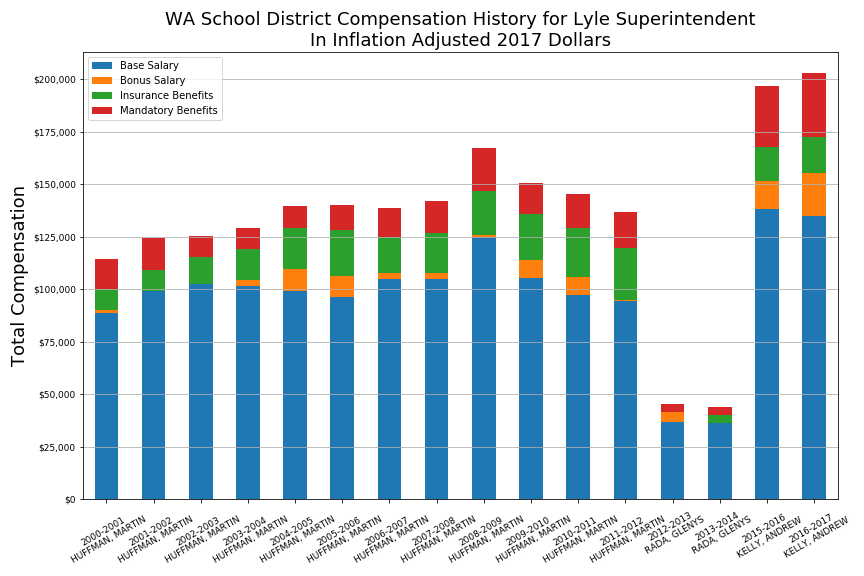 WA School District Compensation History for Lyle Superintendent
In Inflation Adjusted 2017 Dollars
Base Salary
Bonus Salary
Insurance Benefits
Mandatory Benefits
Total Compensation
$200,000
$175,000
$150,000
$125,000
$100,000
$75,000
$50,000
$25,000
$0
2000-2001
HUFFMAN, MARTIN
2001-2002
HUFFMAN, MARTIN
2002-2003
HUFFMAN, MARTIN
2003-2004
HUFFMAN, MARTIN
2004-2005
HUFFMAN, MARTIN
2005-2006
HUFFMAN, MARTIN
2006-2007
HUFFMAN, MARTIN
2007-2008
HUFFMAN, MARTIN
2008-2009
HUFFMAN, MARTIN
2009-2010
HUFFMAN, MARTIN
2010-2011
HUFFMAN, MARTIN
2011-2012
HUFFMAN, MARTIN
2012-2013
RADA, GLENYS
2013-2014
RADA, GLENYS
2015-2016
KELLY, ANDREW
2016-2017
KELLY, ANDREW